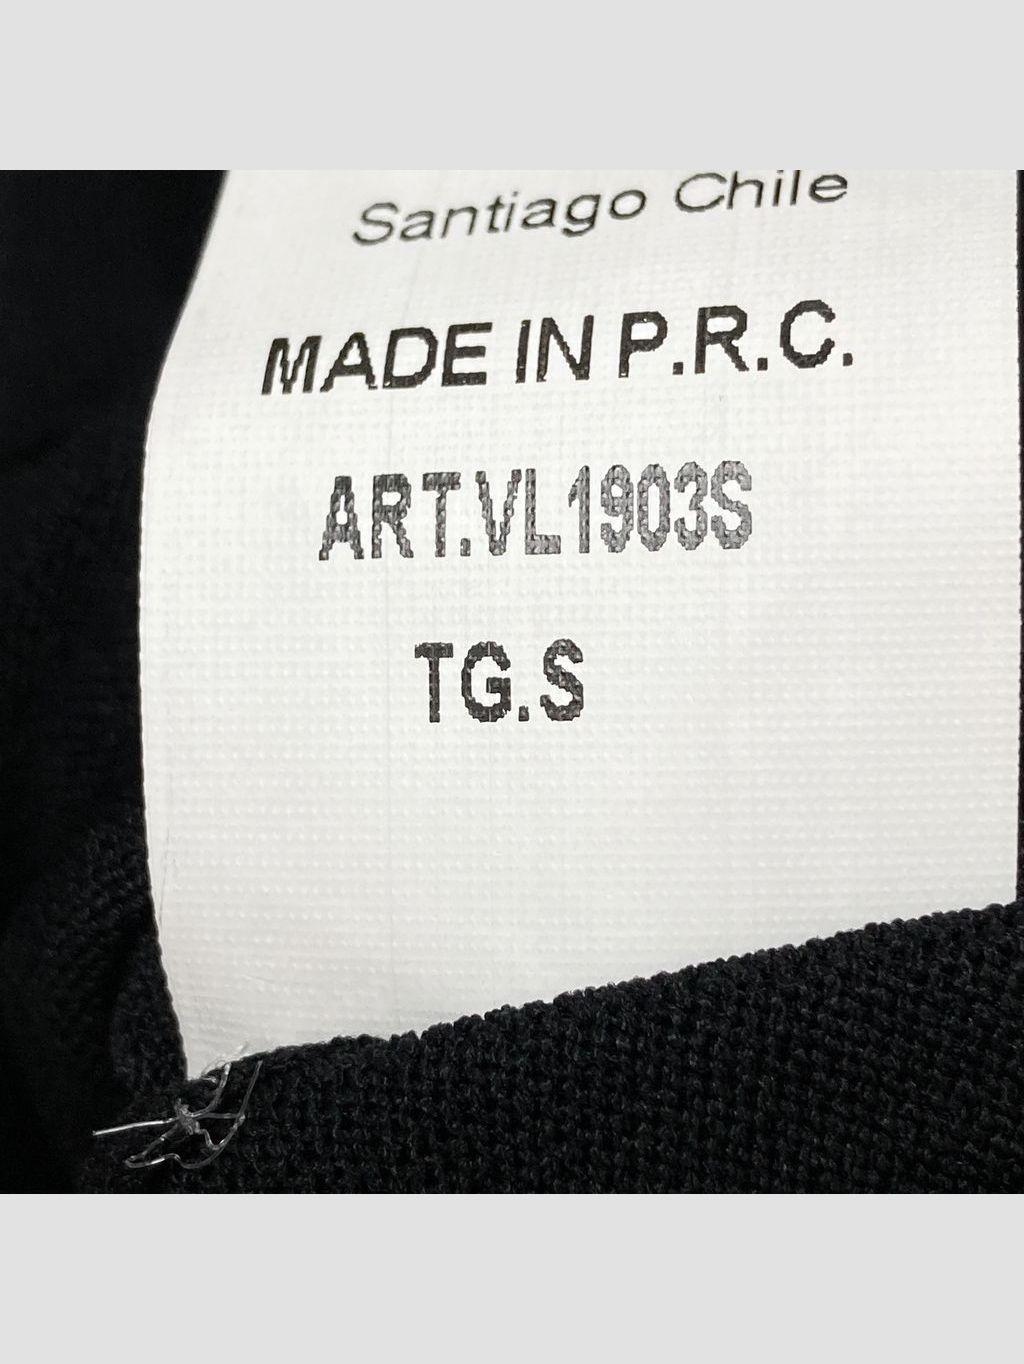 Santiago Chile
MADE IN P.R.C.
ART.VL1903S
TG.S